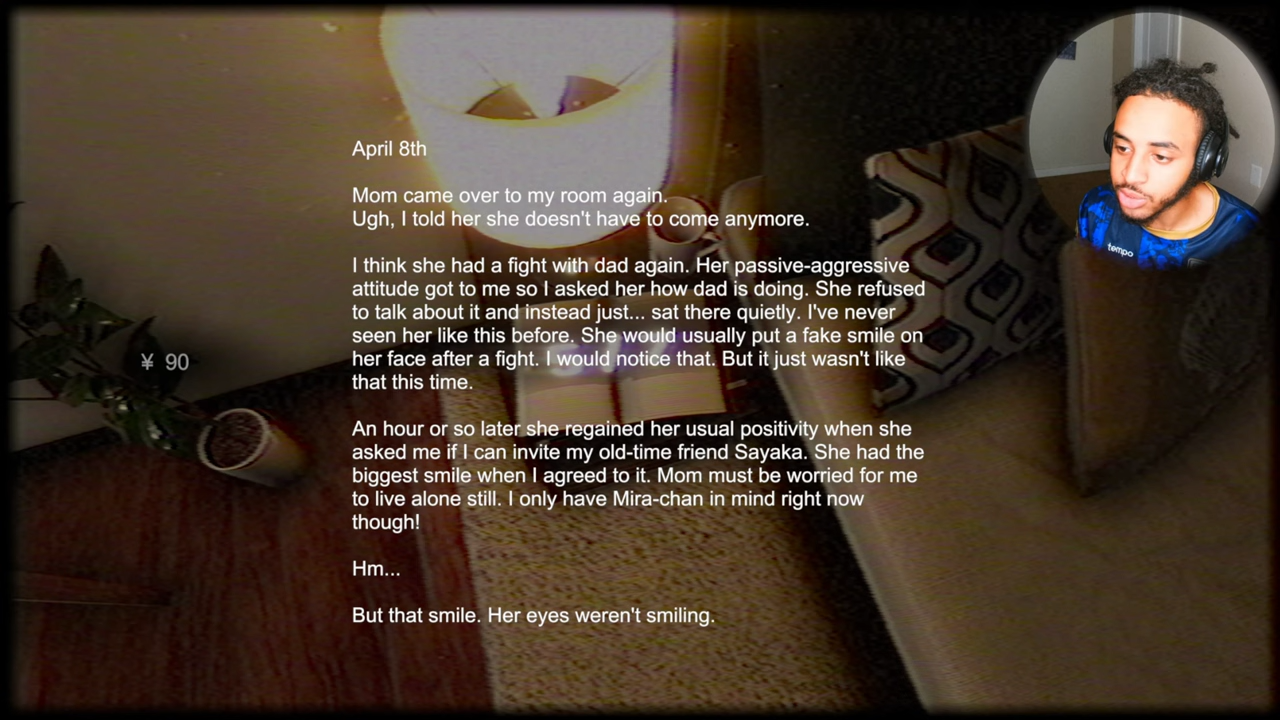 April 8th
Mom came over to my room again.
Ugh, I told her she doesn't have to come anymore.
I think she had a fight with dad again. Her passive-aggressive
attitude got to me so I asked her how dad is doing. She refused
to talk about it and instead just... sat there quietly. I've never
seen her like this before. She would usually put a fake smile on
her face after a fight. I would notice that. But it just wasn't like
that this time.
An hour or so later she regained her usual positivity when she
asked me if I can invite my old-time friend Sayaka. She had the
biggest smile when I agreed to it. Mom must be worried for me
to live alone still. I only have Mira-chan in mind right now
though!
Hm...
But that smile. Her eyes weren't smiling.
¥ 90
tempo